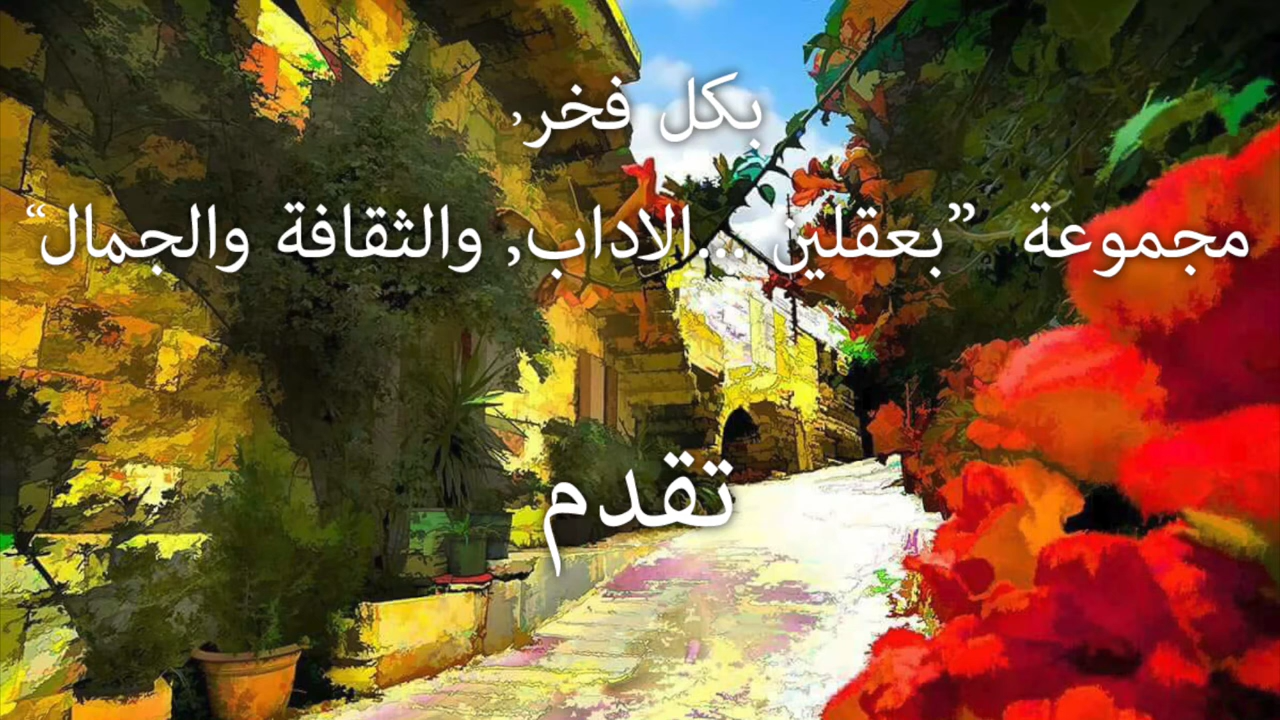 بكل فخر,
مجموعة ”بعقلين ...الاداب, والثقافة والجمال“
تقدم